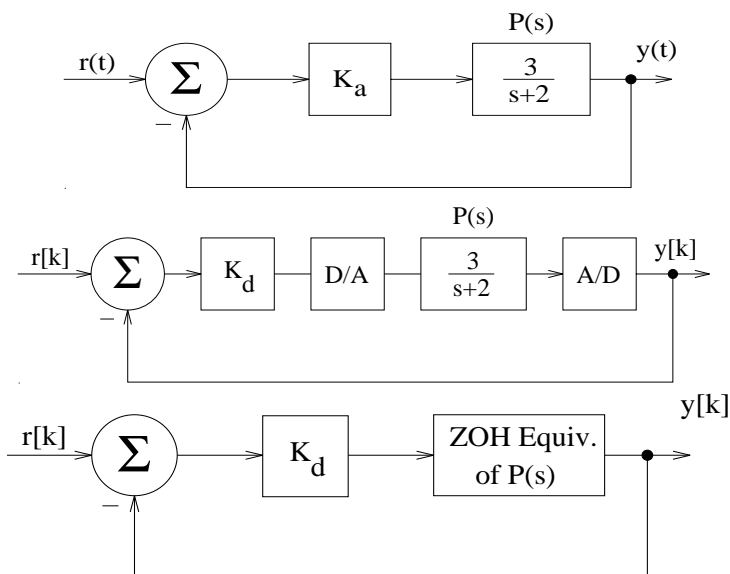 P(s)
r(t) Σ K_a 3/(s+2) y(t)
−
P(s)
r[k] Σ K_d D/A 3/(s+2) A/D y[k]
−
y[k]
r[k] Σ K_d ZOH Equiv.
of P(s)
−